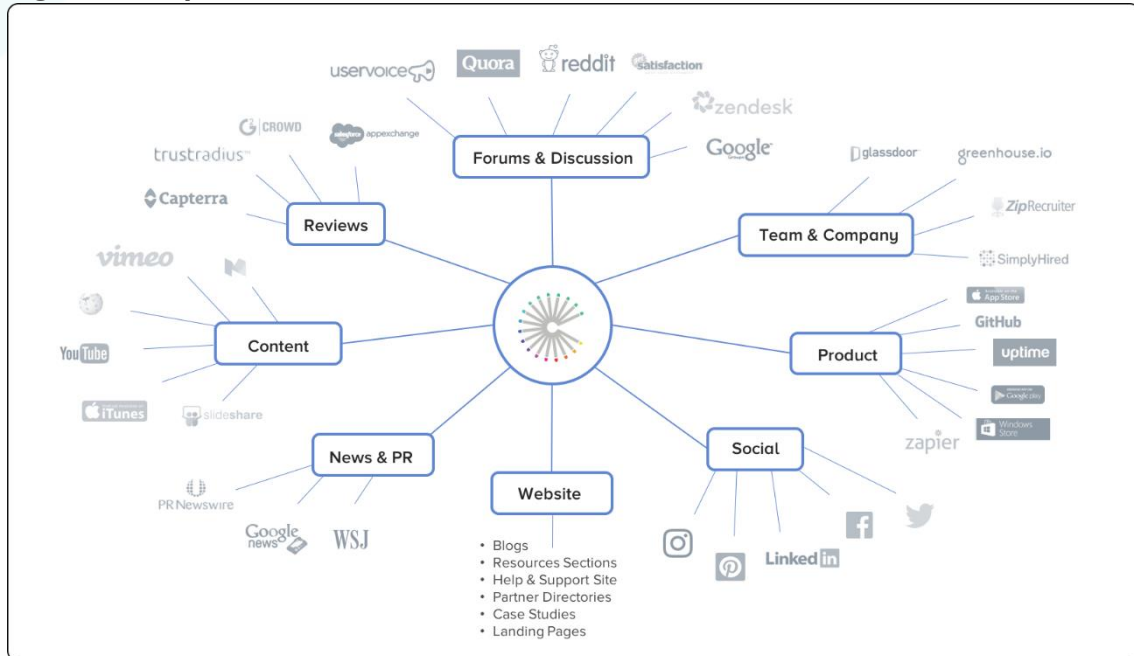 uservoice
Quora
reddit
satisfaction
zendesk
Google
Forums & Discussion
CROWD
salesforce appexchange
trustradius
Capterra
Reviews
glassdoor
greenhouse.io
ZipRecruiter
SimplyHired
Team & Company
vimeo
YouTube
iTunes
slideshare
Content
App Store
GitHub
uptime
Google play
Windows Store
zapier
Product
News & PR
PR Newswire
Google news
WSJ
Social
Linked in
Website
• Blogs
• Resources Sections
• Help & Support Site
• Partner Directories
• Case Studies
• Landing Pages